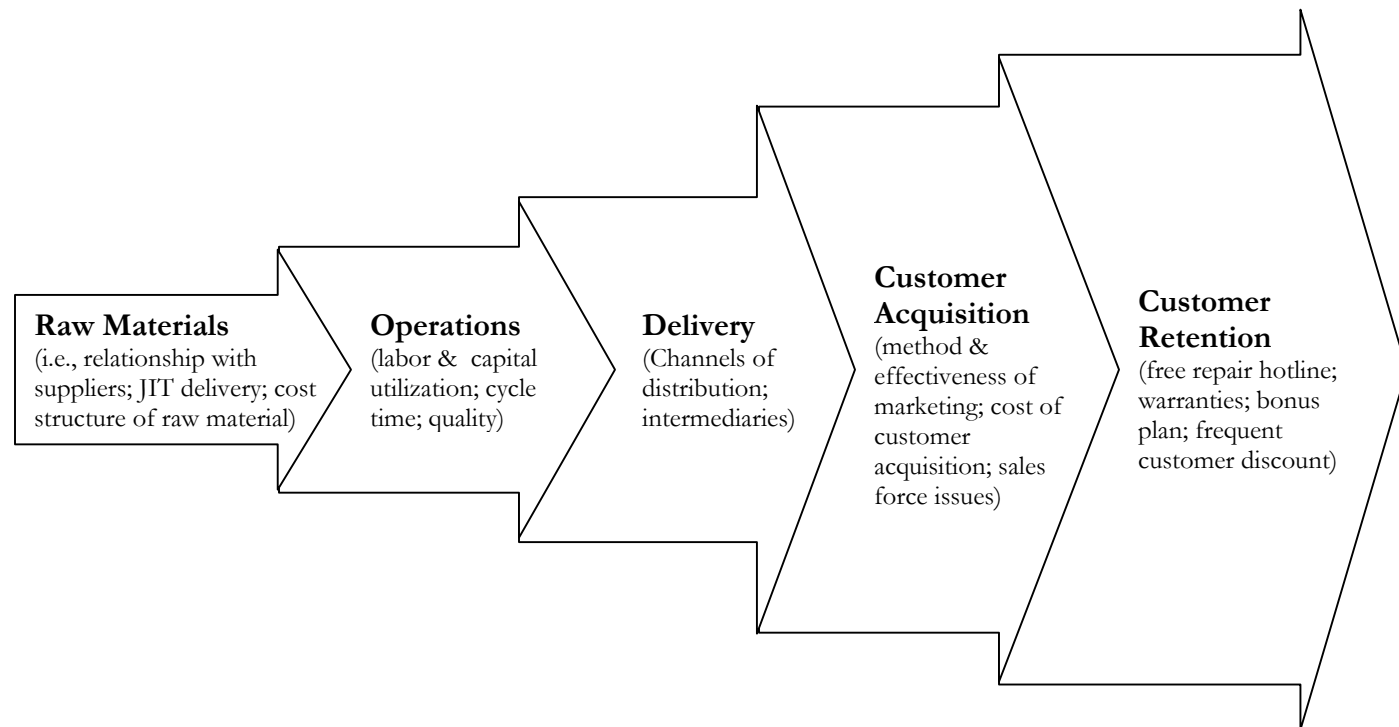 Raw Materials
(i.e., relationship with
suppliers; JIT delivery; cost
structure of raw material)
Operations
(labor & capital
utilization; cycle
time; quality)
Delivery
(Channels of
distribution;
intermediaries)
Customer
Acquisition
(method &
effectiveness of
marketing; cost of
customer
acquisition; sales
force issues)
Customer
Retention
(free repair hotline;
warranties; bonus
plan; frequent
customer discount)